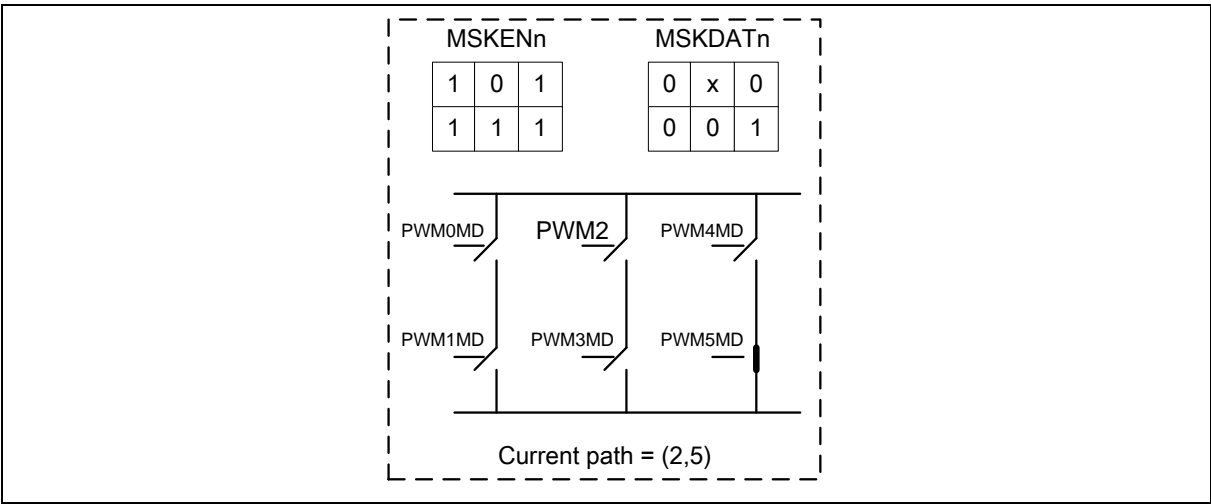 MSKENn MSKDATn
1 0 1 0 x 0
1 1 1 0 0 1
PWM0MD PWM2 PWM4MD
PWM1MD PWM3MD PWM5MD
Current path = (2,5)